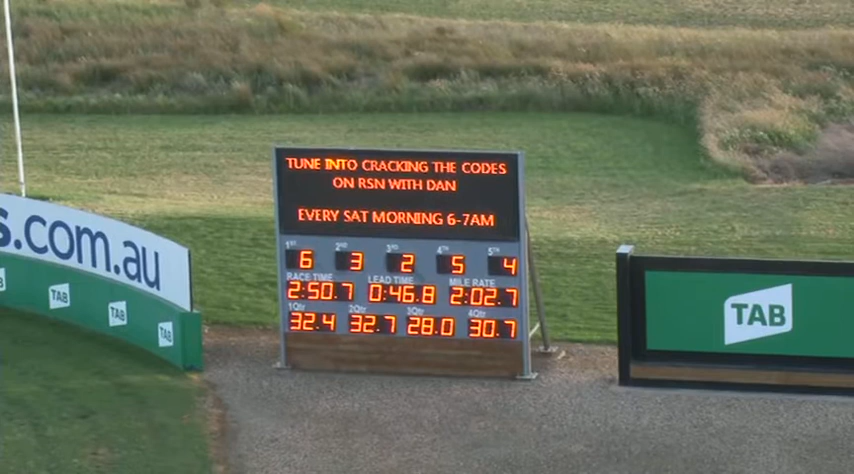 TUNE INTO CRACKING THE CODES
ON RSN WITH DAN
EVERY SAT MORNING 6-7AM
1ST 2ND 3RD 4TH 5TH
6 3 2 5 4
RACE TIME LEAD TIME MILE RATE
2:50.7 0:46.8 2:02.7
1Qtr 2Qtr 3Qtr 4Qtr
32.4 32.7 28.0 30.7
s.com.au
TAB
TAB
TAB
TAB